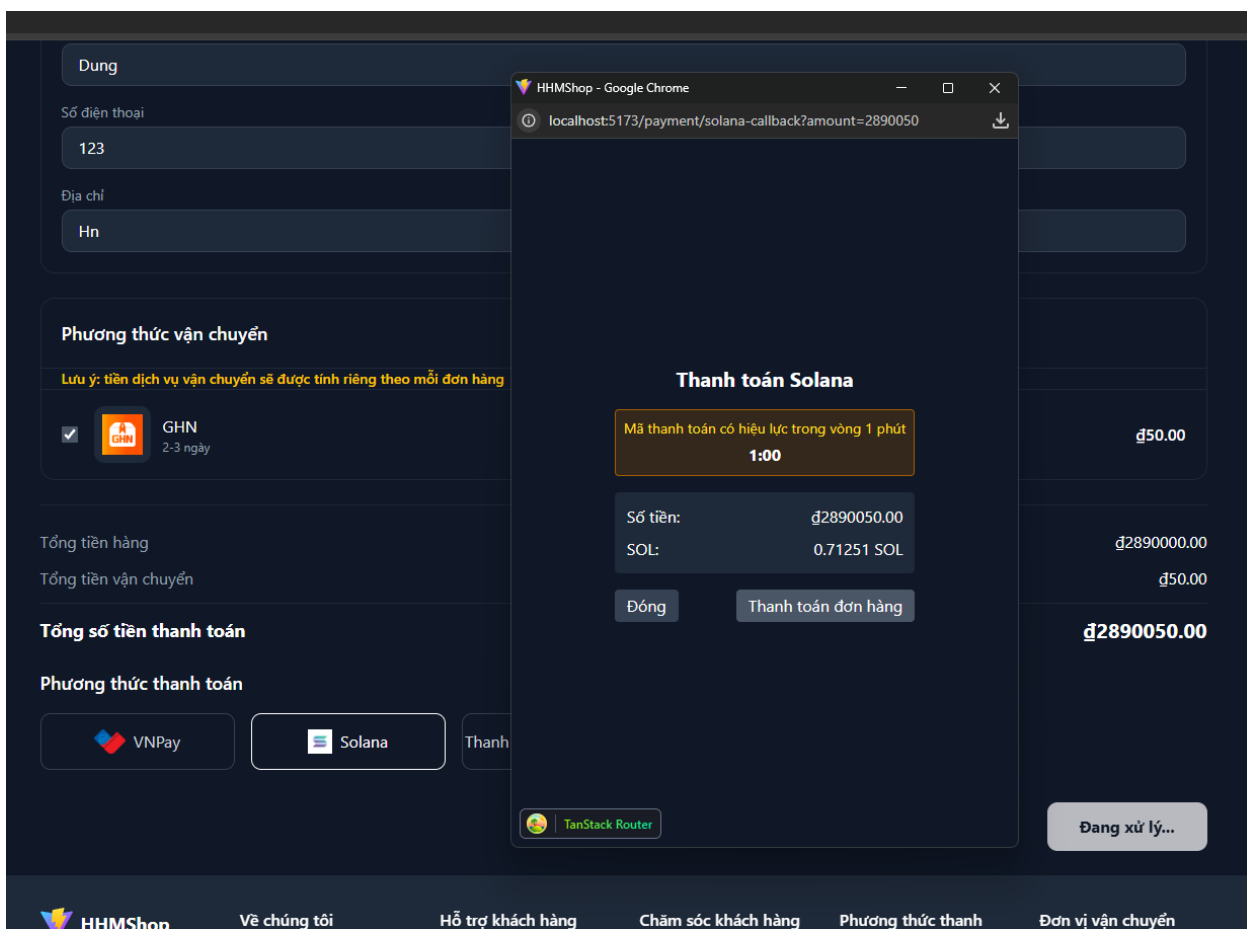 Dung
Số điện thoại
123
Địa chỉ
Hn
Phương thức vận chuyển
Lưu ý: tiền dịch vụ vận chuyển sẽ được tính riêng theo mỗi đơn hàng
GHN
GHN
2-3 ngày
₫50.00
Tổng tiền hàng
₫2890000.00
Tổng tiền vận chuyển
₫50.00
Tổng số tiền thanh toán
₫2890050.00
Phương thức thanh toán
VNPay
Solana
Thanh
Đang xử lý...
HHMShop - Google Chrome
localhost:5173/payment/solana-callback?amount=2890050
Thanh toán Solana
Mã thanh toán có hiệu lực trong vòng 1 phút
1:00
Số tiền: ₫2890050.00
SOL: 0.71251 SOL
Đóng
Thanh toán đơn hàng
TanStack Router
HHMShop
Về chúng tôi
Hỗ trợ khách hàng
Chăm sóc khách hàng
Phương thức thanh
Đơn vị vận chuyển